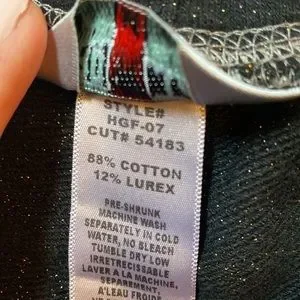 STYLE#
HGF-07
CUT# 54183
88% COTTON
12% LUREX
PRE-SHRUNK
MACHINE WASH
SEPARATELY IN COLD
WATER, NO BLEACH
TUMBLE DRY LOW
IRRETRECISSABLE
LAVER A LA MACHINE,
SEPAREMENT
A L'EAU FROIDE